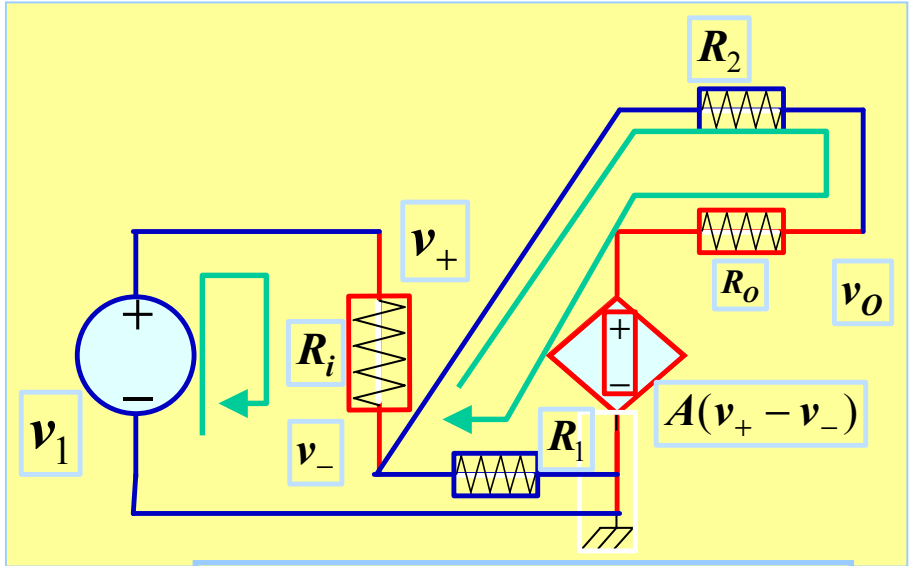 R₂
v₊
Rₒ
vₒ
+
Rᵢ
+
−
−
v₁
v₋
R₁
A(v₊ − v₋)